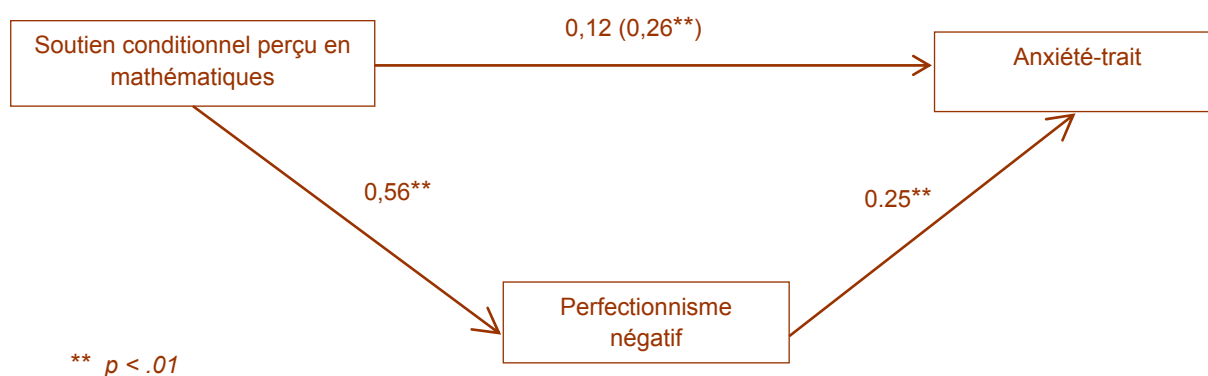 0,12 (0,26**)
Soutien conditionnel perçu en
mathématiques
Anxiété-trait
0,56**
0.25**
Perfectionnisme
négatif
** p < .01